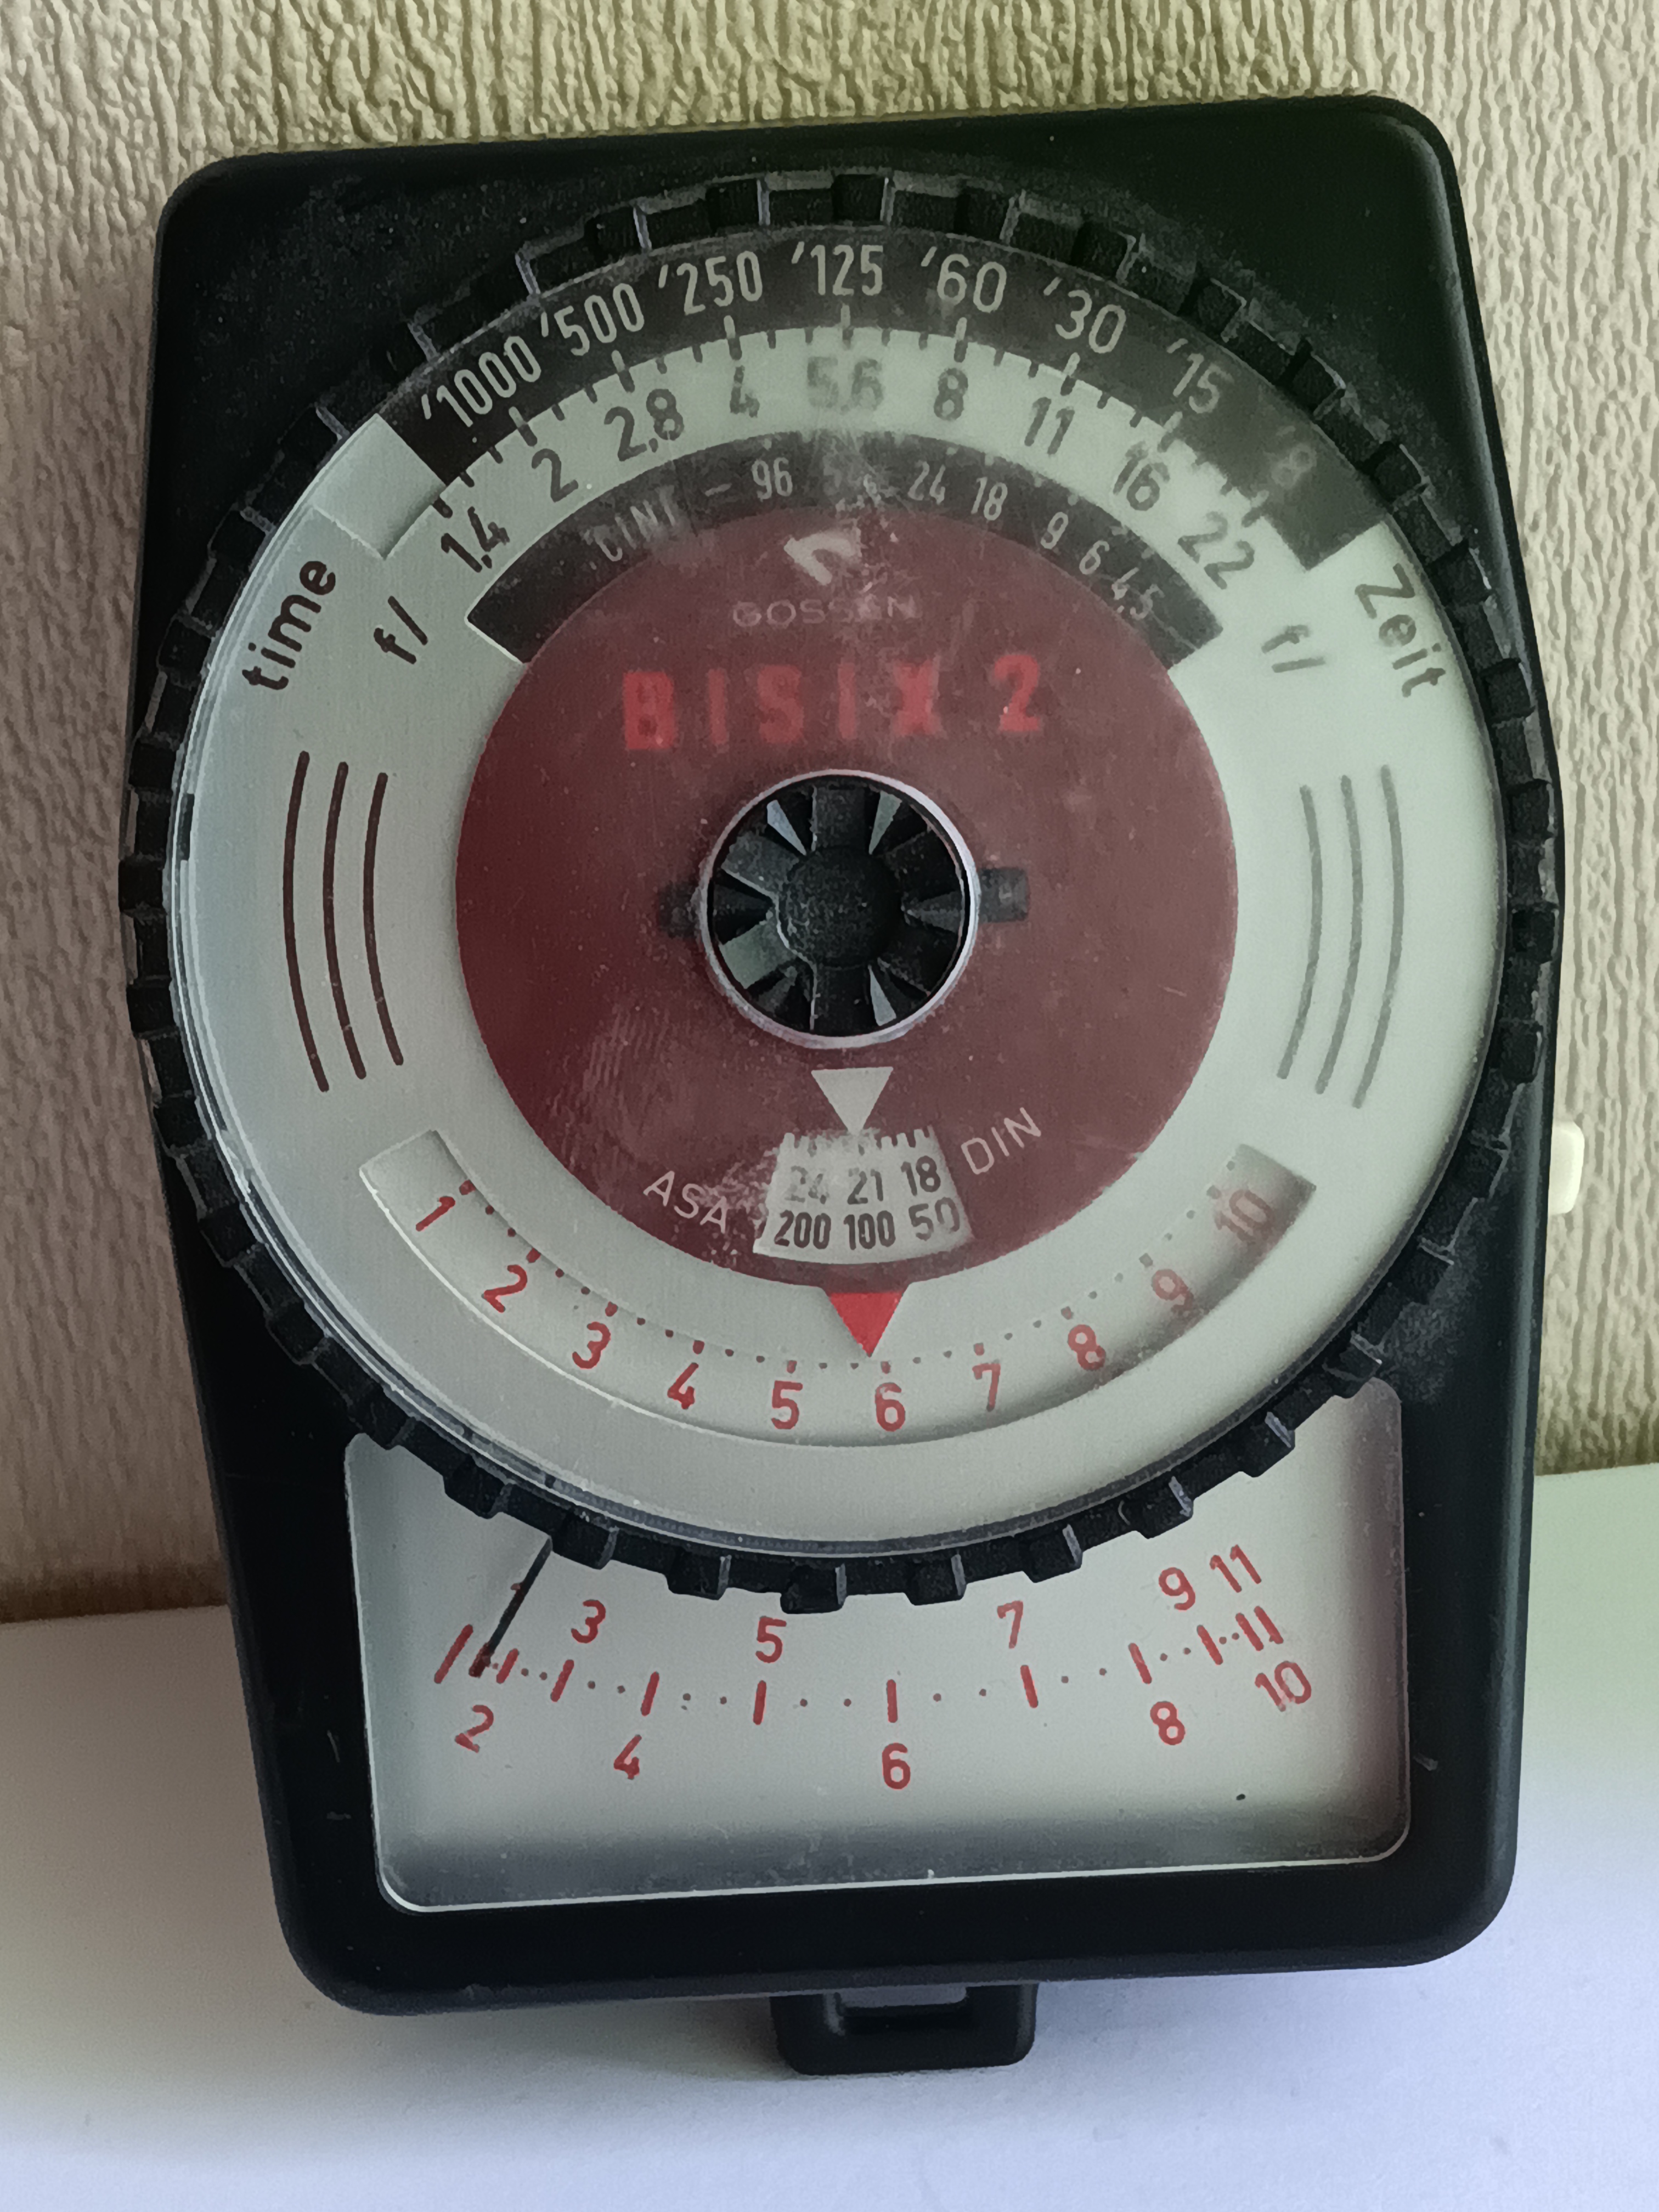 '1000 '500 '250 '125 '60 '30 '15 '8
1,4 2 2,8 4 5,6 8 11 16 22
CINE – 96 24 18 9 6 4,5
time f/ f/ Zeit
GOSSEN
BISIX 2
24 21 18 DIN
ASA 200 100 50
1 2 3 4 5 6 7 8 9 10
3 5 7 9 11
2 4 6 8 10